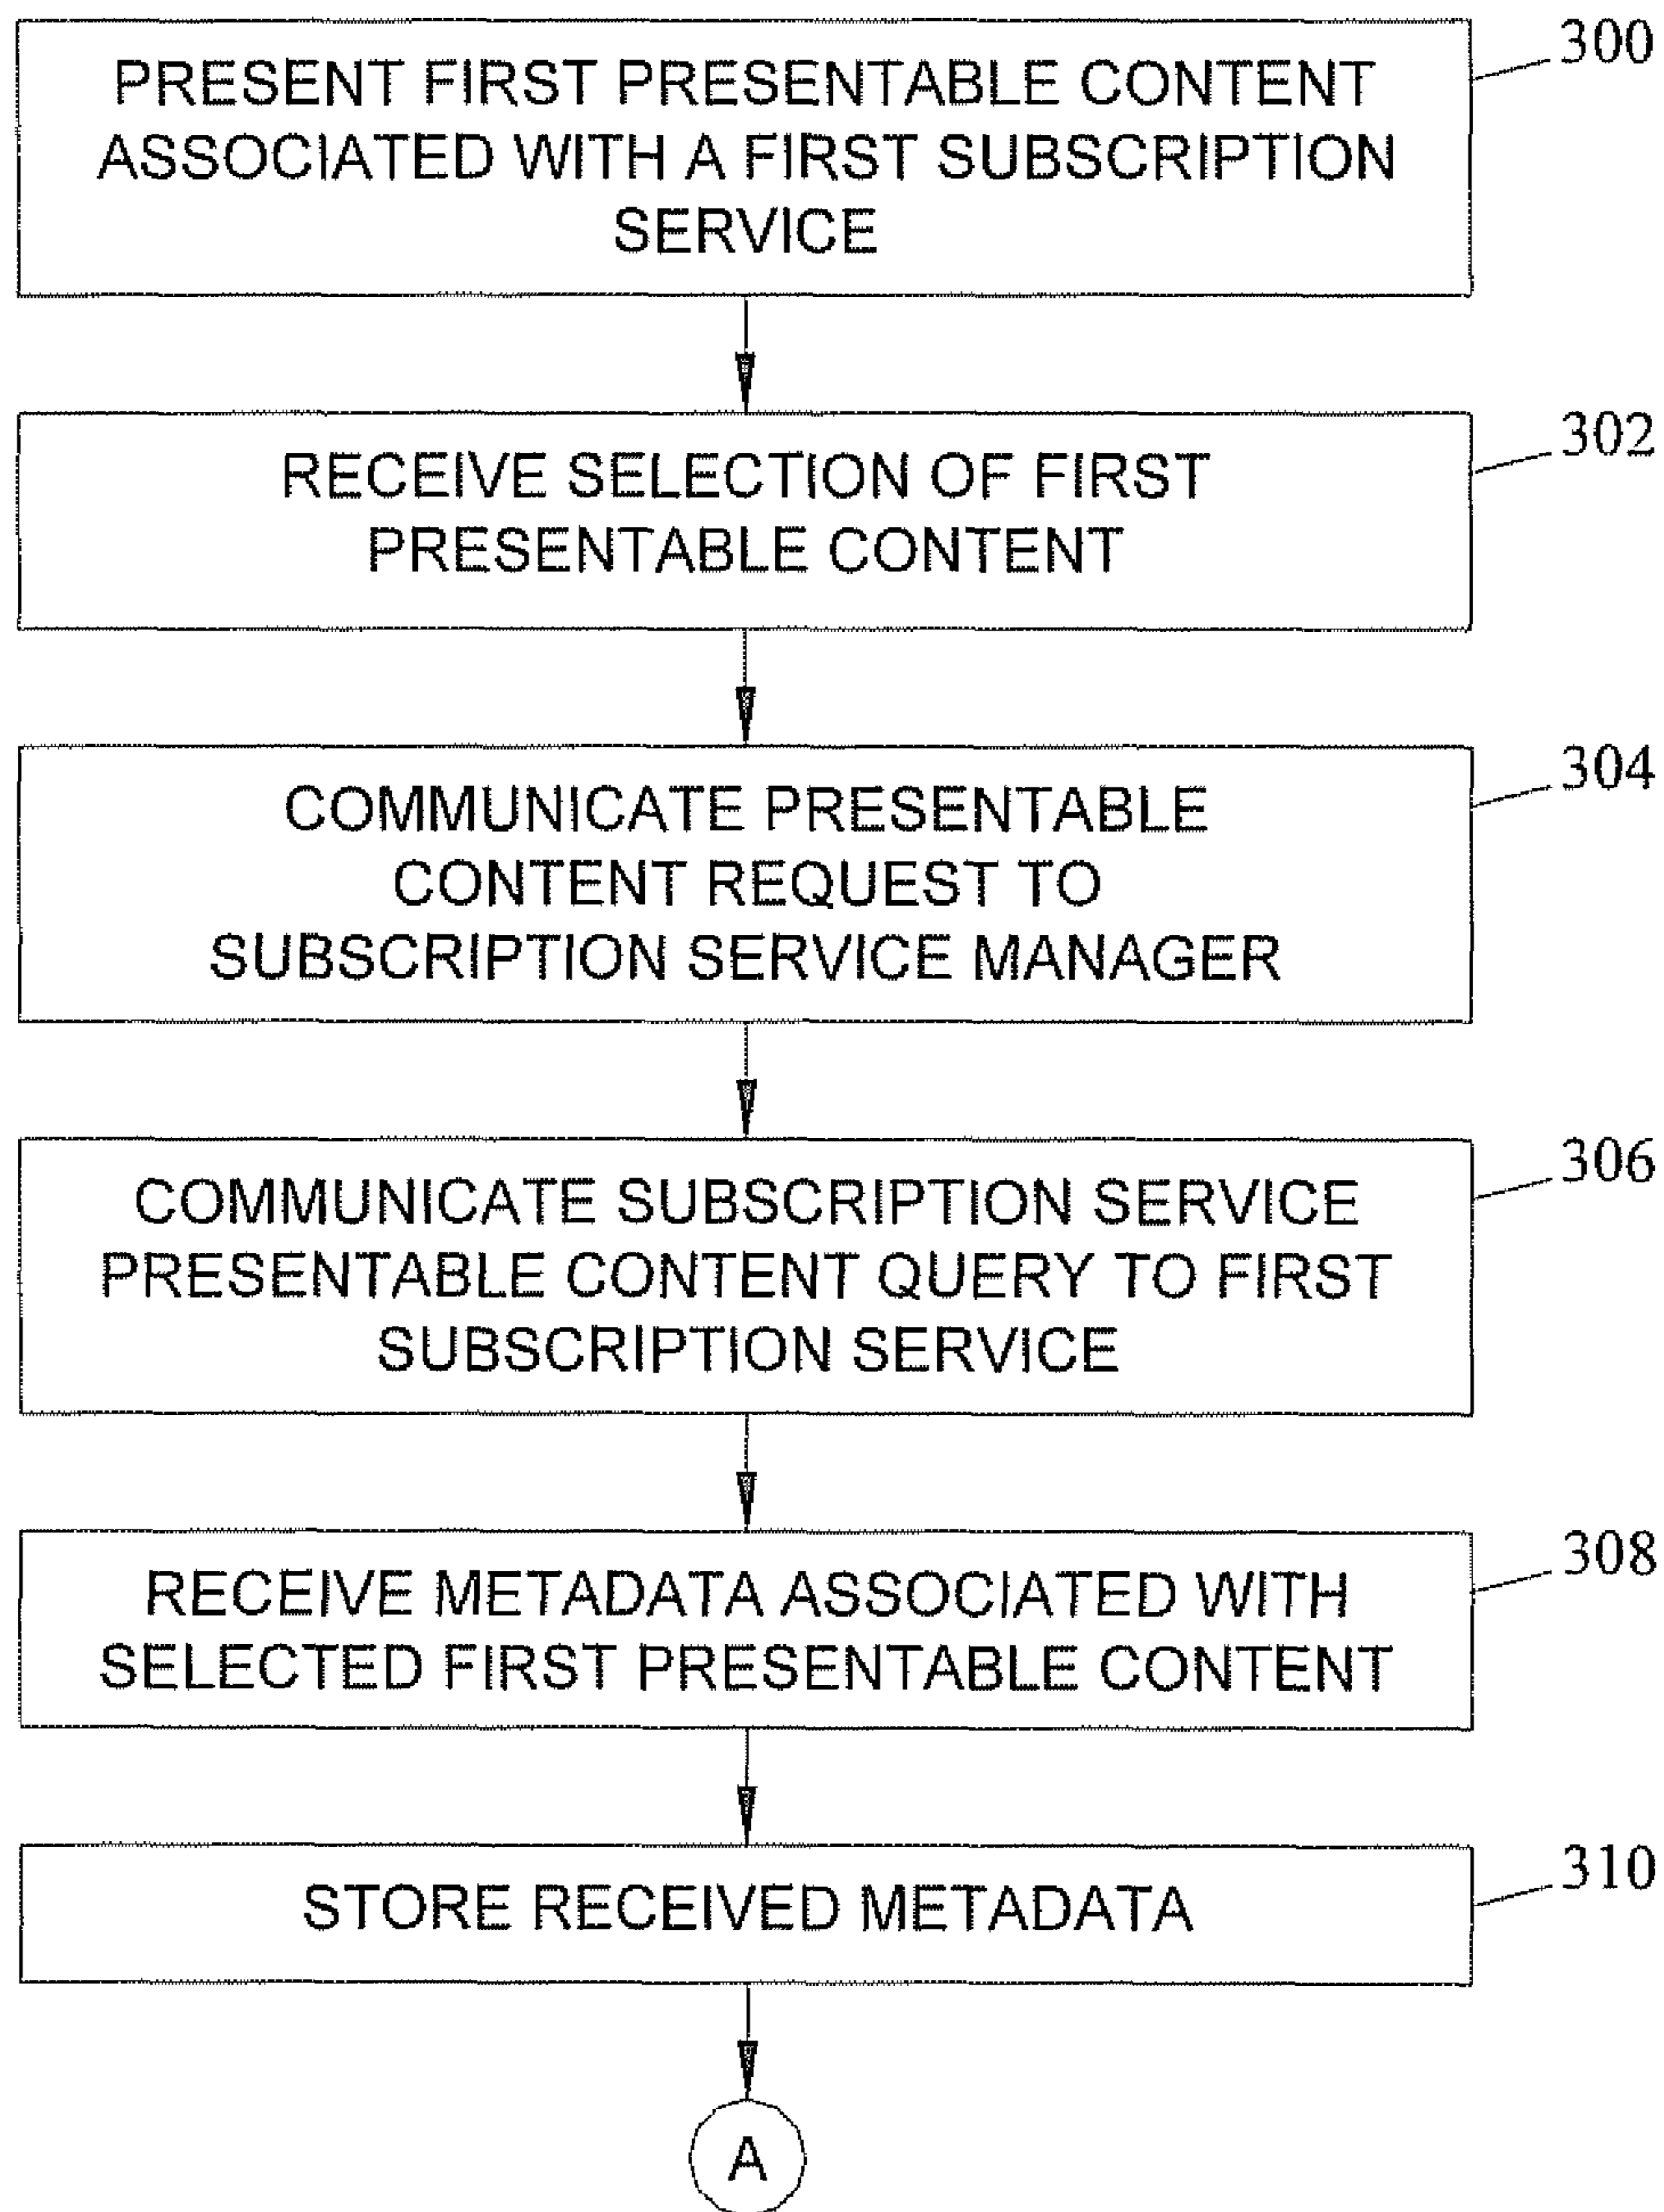 300
PRESENT FIRST PRESENTABLE CONTENT
ASSOCIATED WITH A FIRST SUBSCRIPTION
SERVICE
302
RECEIVE SELECTION OF FIRST
PRESENTABLE CONTENT
304
COMMUNICATE PRESENTABLE
CONTENT REQUEST TO
SUBSCRIPTION SERVICE MANAGER
306
COMMUNICATE SUBSCRIPTION SERVICE
PRESENTABLE CONTENT QUERY TO FIRST
SUBSCRIPTION SERVICE
308
RECEIVE METADATA ASSOCIATED WITH
SELECTED FIRST PRESENTABLE CONTENT
310
STORE RECEIVED METADATA
A